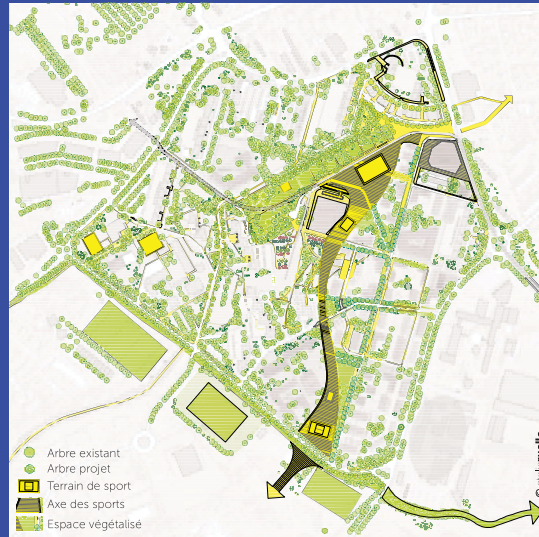 Arbre existant
Arbre projet
Terrain de sport
Axe des sports
Espace végétalisé